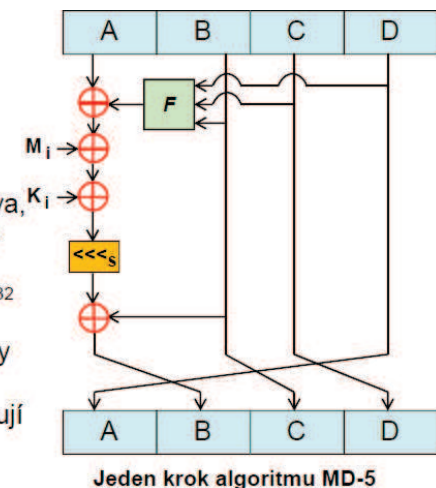 A B C D
F
M i
va, K i
<<<s
32
y
ují
A B C D
Jeden krok algoritmu MD-5